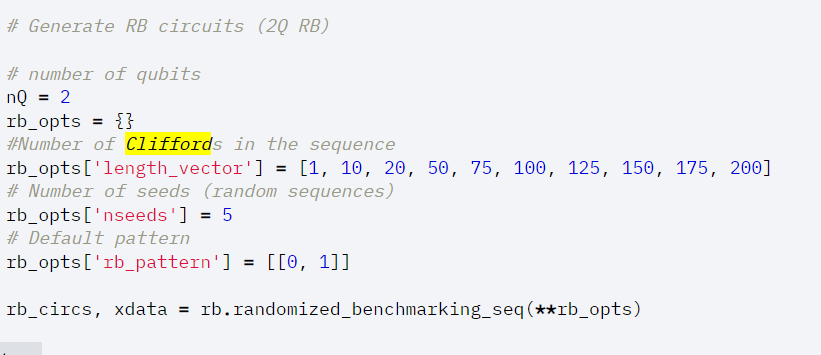 # Generate RB circuits (2Q RB)
# number of qubits
nQ = 2
rb_opts = {}
#Number of Cliffords in the sequence
rb_opts['length_vector'] = [1, 10, 20, 50, 75, 100, 125, 150, 175, 200]
# Number of seeds (random sequences)
rb_opts['nseeds'] = 5
# Default pattern
rb_opts['rb_pattern'] = [[0, 1]]
rb_circs, xdata = rb.randomized_benchmarking_seq(**rb_opts)